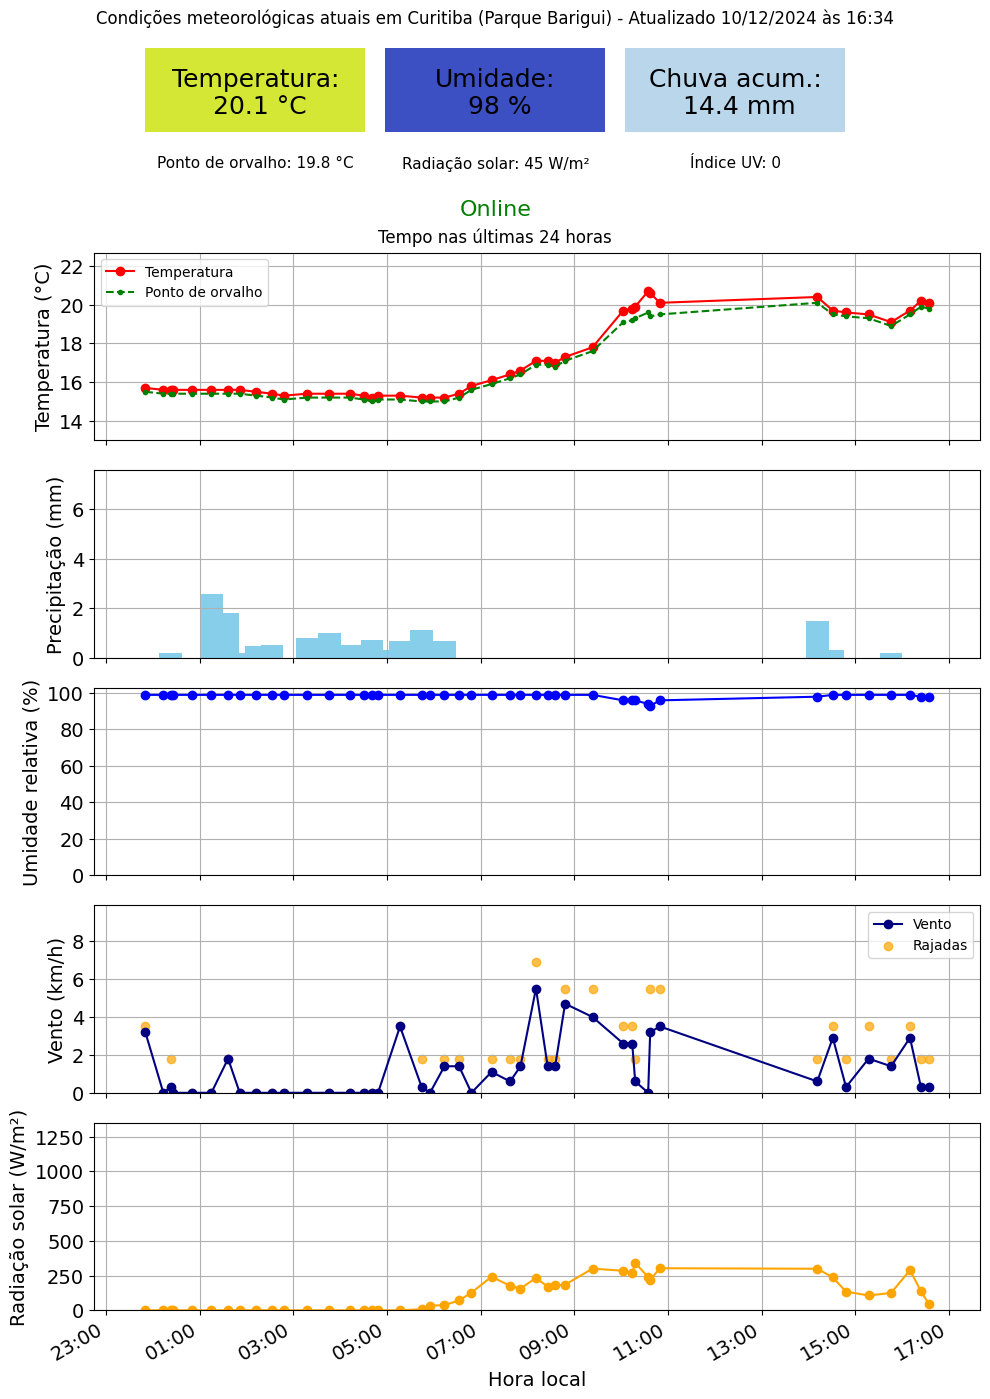 Condições meteorológicas atuais em Curitiba (Parque Barigui) - Atualizado 10/12/2024 às 16:34
Temperatura:
20.1 °C
Umidade:
98 %
Chuva acum.:
14.4 mm
Ponto de orvalho: 19.8 °C
Radiação solar: 45 W/m²
Índice UV: 0
Online
Tempo nas últimas 24 horas
Temperatura (°C)
22
20
18
16
14
Temperatura
Ponto de orvalho
Precipitação (mm)
6
4
2
0
Umidade relativa (%)
100
80
60
40
20
0
Vento (km/h)
8
6
4
2
0
Vento
Rajadas
Radiação solar (W/m²)
1250
1000
750
500
250
0
23:00
01:00
03:00
05:00
07:00
09:00
11:00
13:00
15:00
17:00
Hora local